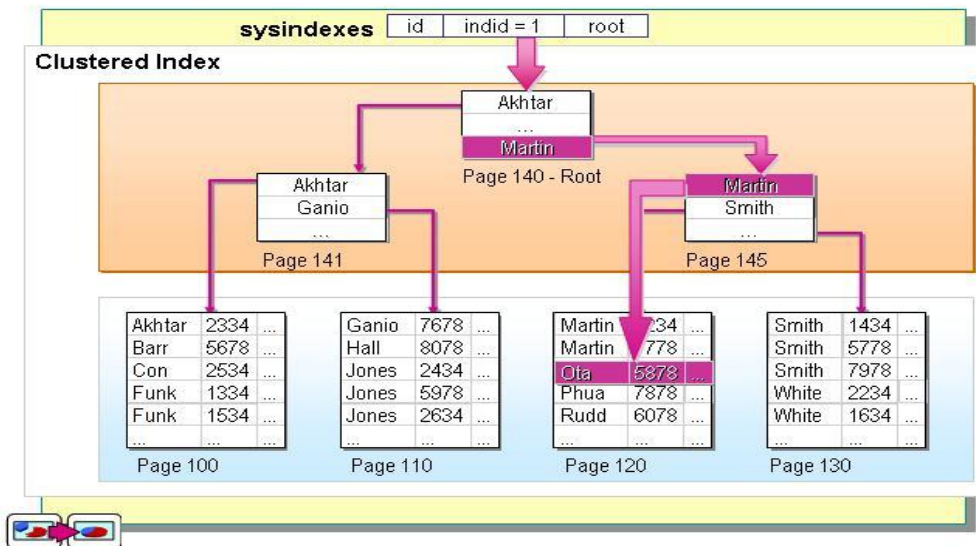 sysindexes id indid = 1 root
Clustered Index
Akhtar
...
Martin
Page 140 - Root
Akhtar
Ganio
...
Page 141
Martin
Smith
...
Page 145
Akhtar 2334 ...
Barr 5678 ...
Con 2534 ...
Funk 1334 ...
Funk 1534 ...
... ... ...
Page 100
Ganio 7678 ...
Hall 8078 ...
Jones 2434 ...
Jones 5978 ...
Jones 2634 ...
... ... ...
Page 110
Martin 234 ...
Martin 778 ...
Ota 5878 ...
Phua 7878 ...
Rudd 6078 ...
... ... ...
Page 120
Smith 1434 ...
Smith 5778 ...
Smith 7978 ...
White 2234 ...
White 1634 ...
... ... ...
Page 130